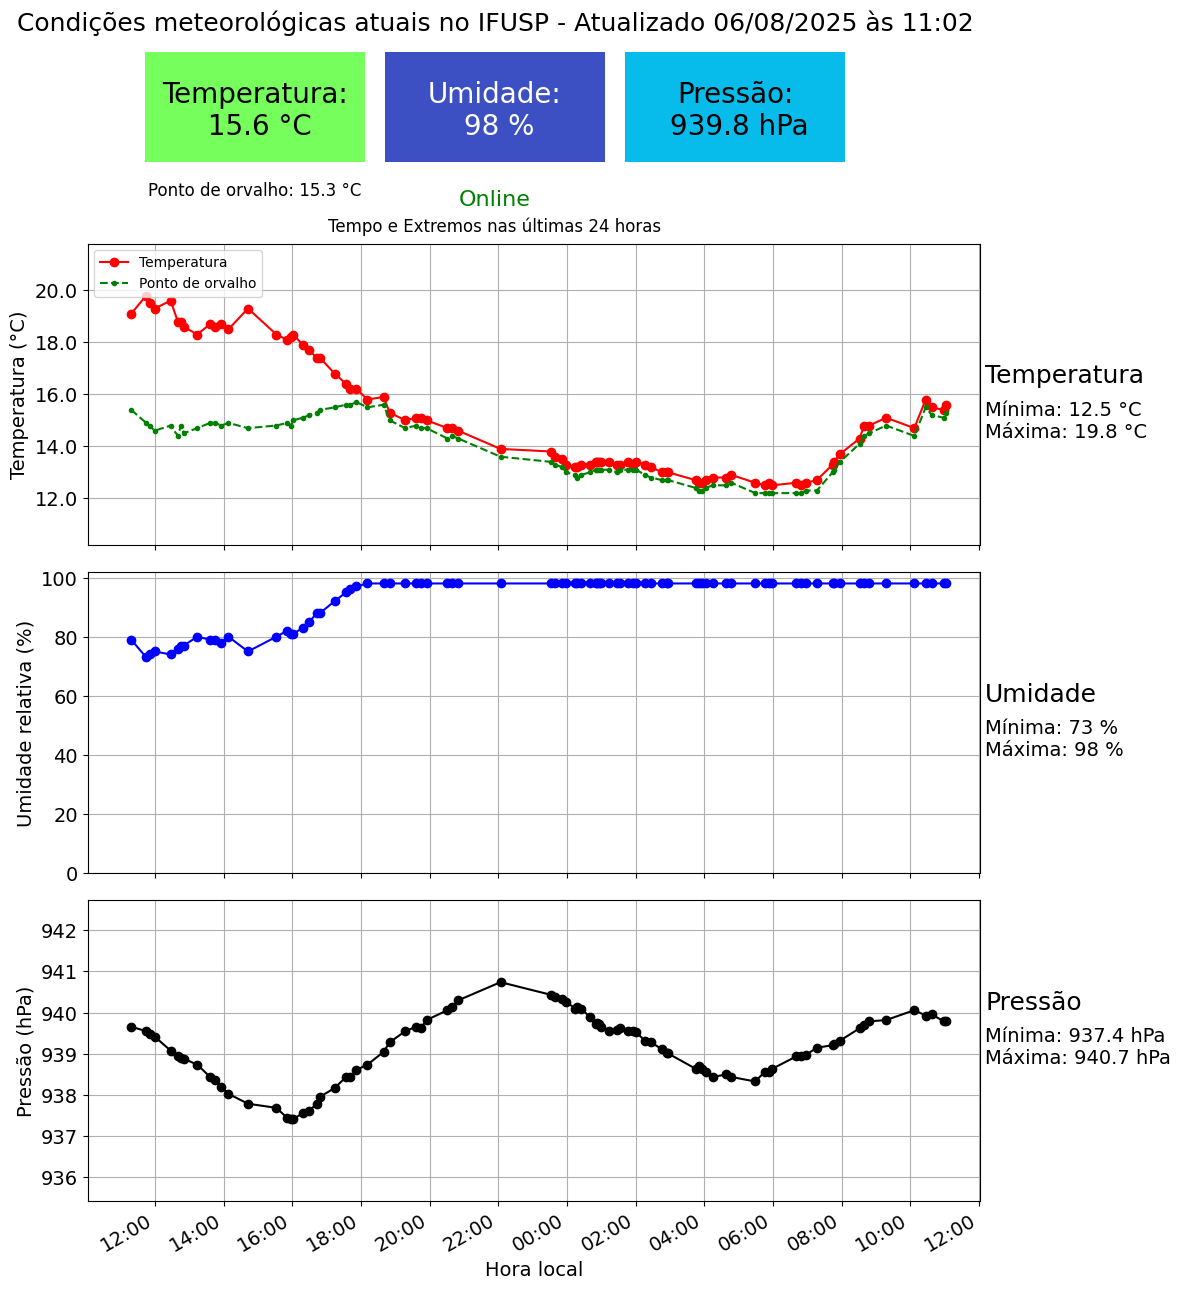 Condições meteorológicas atuais no IFUSP - Atualizado 06/08/2025 às 11:02
Temperatura:
15.6 °C
Umidade:
98 %
Pressão:
939.8 hPa
Ponto de orvalho: 15.3 °C
Online
Tempo e Extremos nas últimas 24 horas
Temperatura
Ponto de orvalho
Temperatura (°C)
20.0
18.0
16.0
14.0
12.0
Temperatura
Mínima: 12.5 °C
Máxima: 19.8 °C
Umidade relativa (%)
100
80
60
40
20
0
Umidade
Mínima: 73 %
Máxima: 98 %
Pressão (hPa)
942
941
940
939
938
937
936
Pressão
Mínima: 937.4 hPa
Máxima: 940.7 hPa
12:00
14:00
16:00
18:00
20:00
22:00
00:00
02:00
04:00
06:00
08:00
10:00
12:00
Hora local